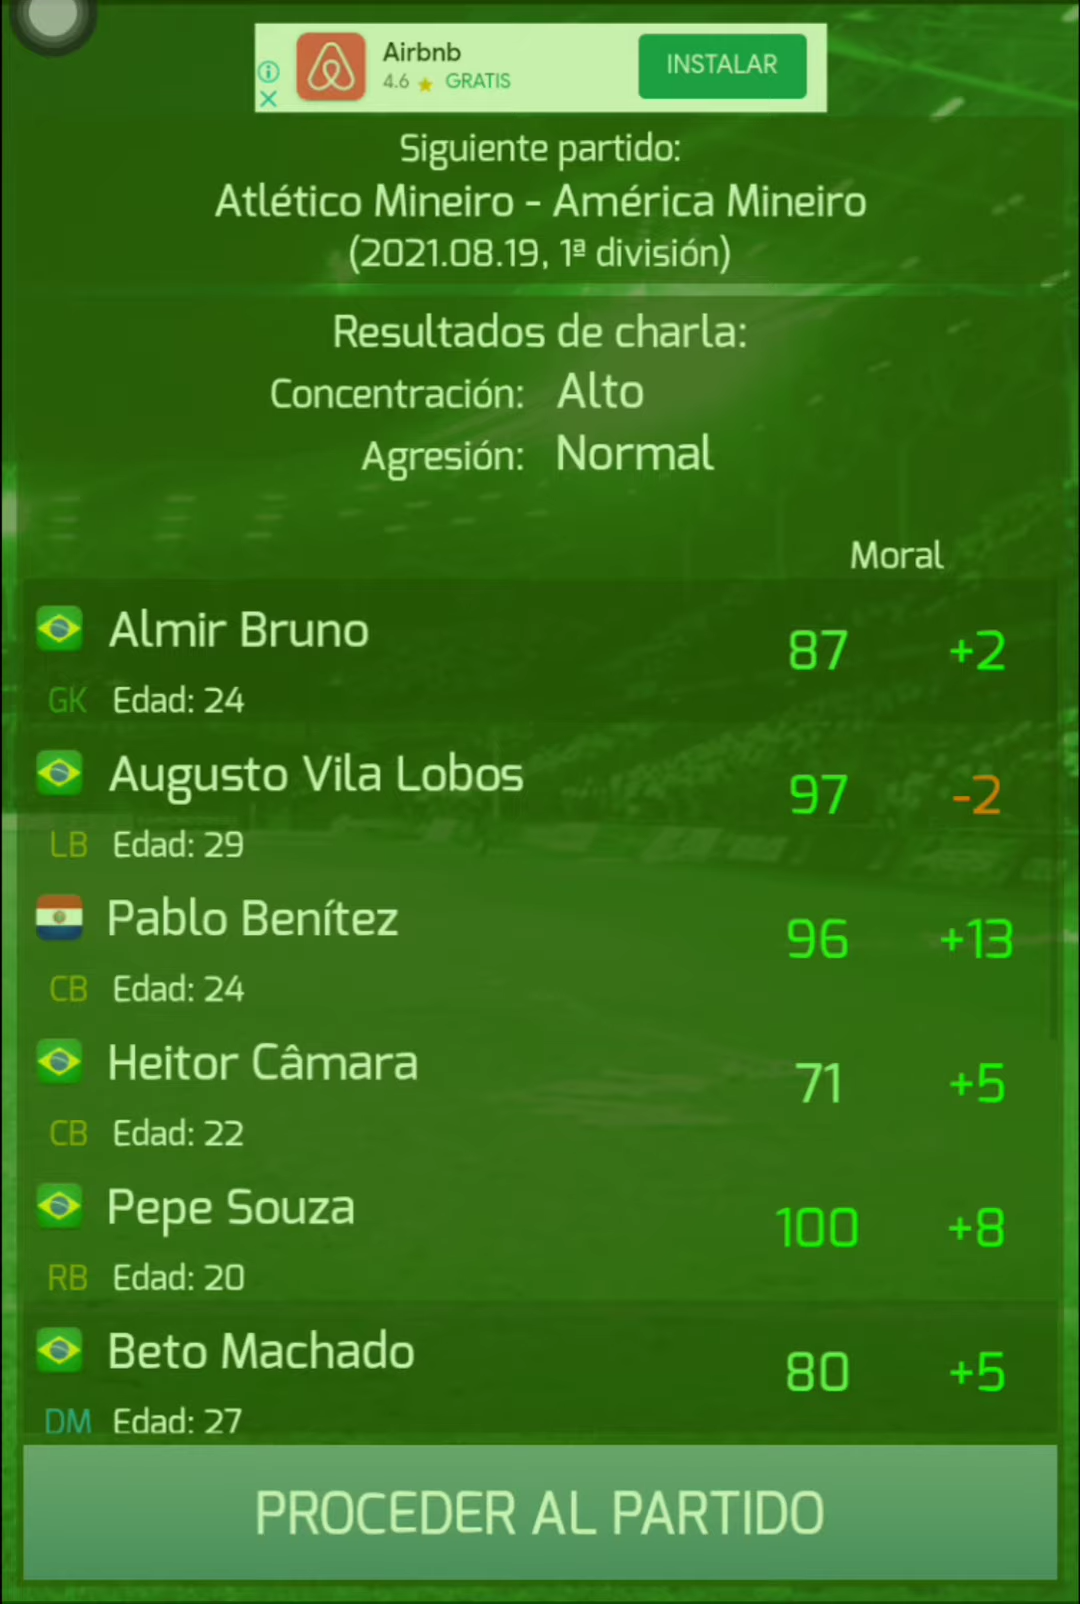 Airbnb
4.6 ★ GRATIS
INSTALAR
Siguiente partido:
Atlético Mineiro - América Mineiro
(2021.08.19, 1ª división)
Resultados de charla:
Concentración: Alto
Agresión: Normal
Moral
Almir Bruno 87 +2
GK Edad: 24
Augusto Vila Lobos 97 -2
LB Edad: 29
Pablo Benítez 96 +13
CB Edad: 24
Heitor Câmara 71 +5
CB Edad: 22
Pepe Souza 100 +8
RB Edad: 20
Beto Machado 80 +5
DM Edad: 27
PROCEDER AL PARTIDO